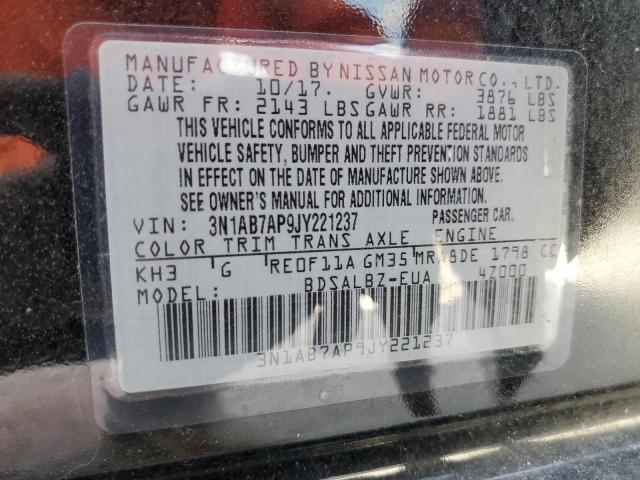 MANUFACTURED BY NISSAN MOTOR CO., LTD.
DATE: 10/17. GVWR: 3876 LBS
GAWR FR: 2143 LBS GAWR RR: 1881 LBS
THIS VEHICLE CONFORMS TO ALL APPLICABLE FEDERAL MOTOR
VEHICLE SAFETY, BUMPER AND THEFT PREVENTION STANDARDS
IN EFFECT ON THE DATE OF MANUFACTURE SHOWN ABOVE.
SEE OWNER'S MANUAL FOR ADDITIONAL INFORMATION.
VIN: 3N1AB7AP9JY221237 PASSENGER CAR.
COLOR TRIM TRANS AXLE ENGINE
KH3 G RE0F11A GM35 MRA8DE 1798 CC
MODEL: BDSALBZ-EUA 4Z000
3N1AB7AP9JY221237